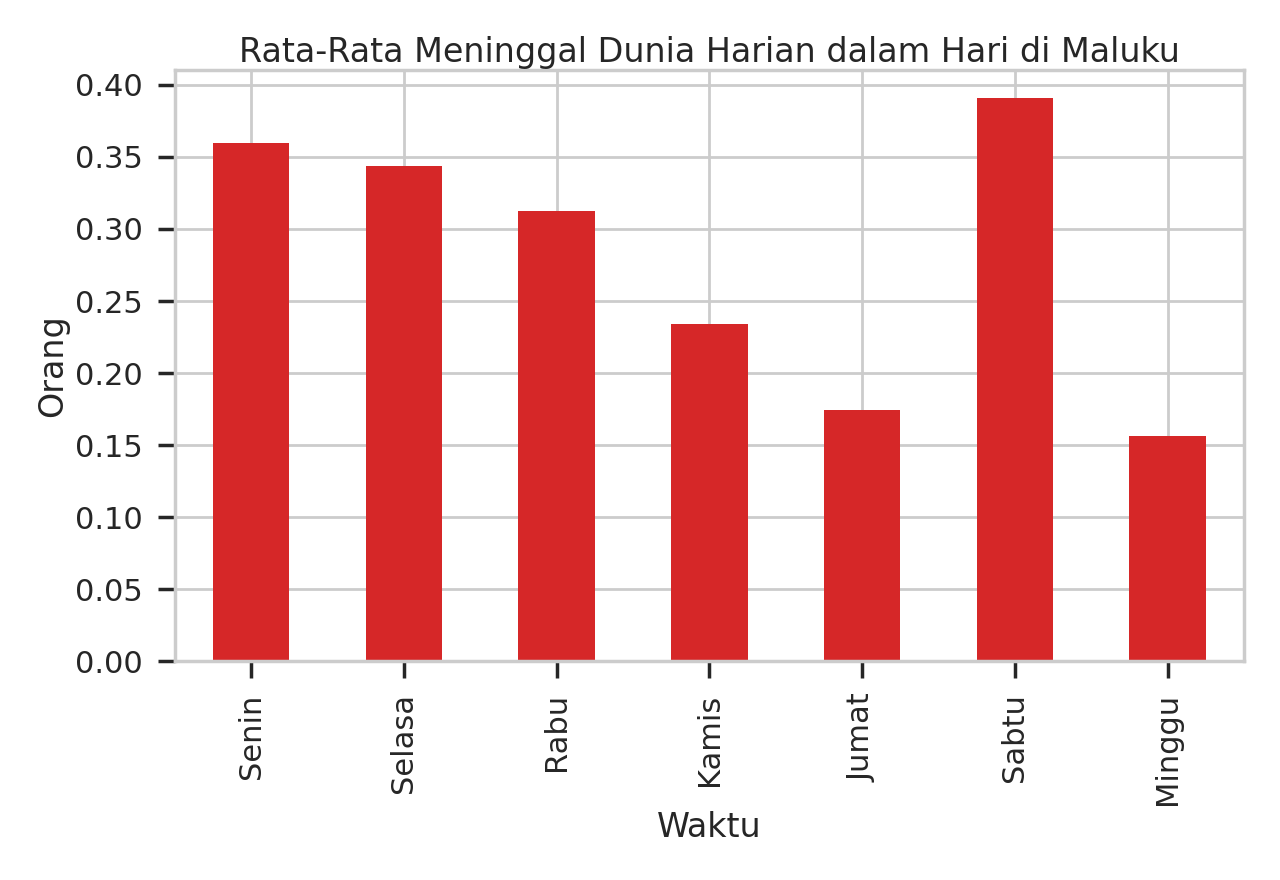 Rata-Rata Meninggal Dunia Harian dalam Hari di Maluku
0.40
0.35
0.30
0.25
0.20
0.15
0.10
0.05
0.00
Orang
Senin
Selasa
Rabu
Kamis
Jumat
Sabtu
Minggu
Waktu